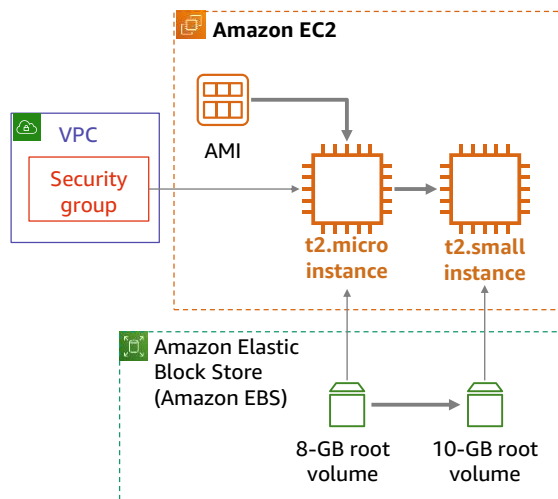 Amazon EC2
AMI
VPC
Security
group
t2.micro
instance
t2.small
instance
Amazon Elastic
Block Store
(Amazon EBS)
8-GB root
volume
10-GB root
volume